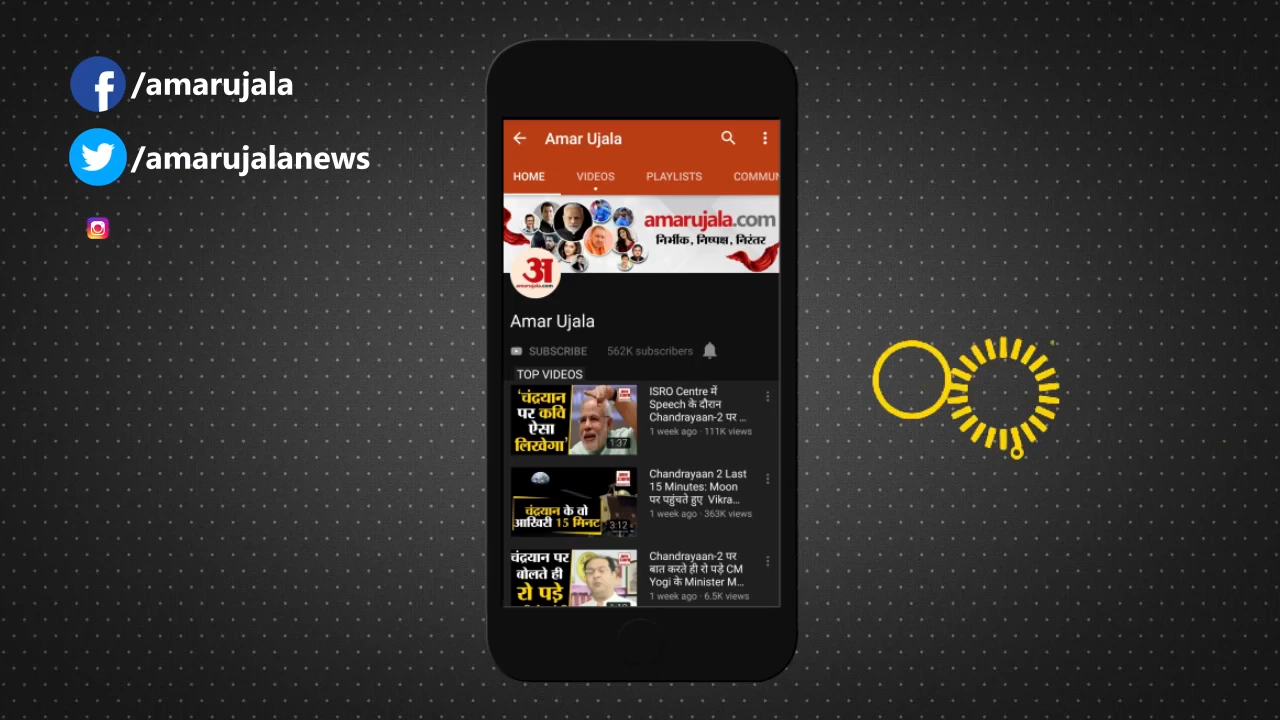 /amarujala
/amarujalanews
Amar Ujala
HOME VIDEOS PLAYLISTS COMMUN
amarujala.com
निर्भीक, निष्पक्ष, निरंतर
अ
amarujala.com
Amar Ujala
SUBSCRIBE 562K subscribers
TOP VIDEOS
'चंद्रयान
पर कवि
ऐसा
लिखेगा'
1:37
ISRO Centre में
Speech के दौरान
Chandrayaan-2 पर ...
1 week ago · 111K views
चंद्रयान के वो
आखिरी 15 मिनट
3:12
Chandrayaan 2 Last
15 Minutes: Moon
पर पहुंचते हुए Vikra...
1 week ago · 363K views
चंद्रयान पर
बोलते ही
रो पड़े
Chandrayaan-2 पर
बात करते ही रो पड़े CM
Yogi के Minister M...
1 week ago · 6.5K views